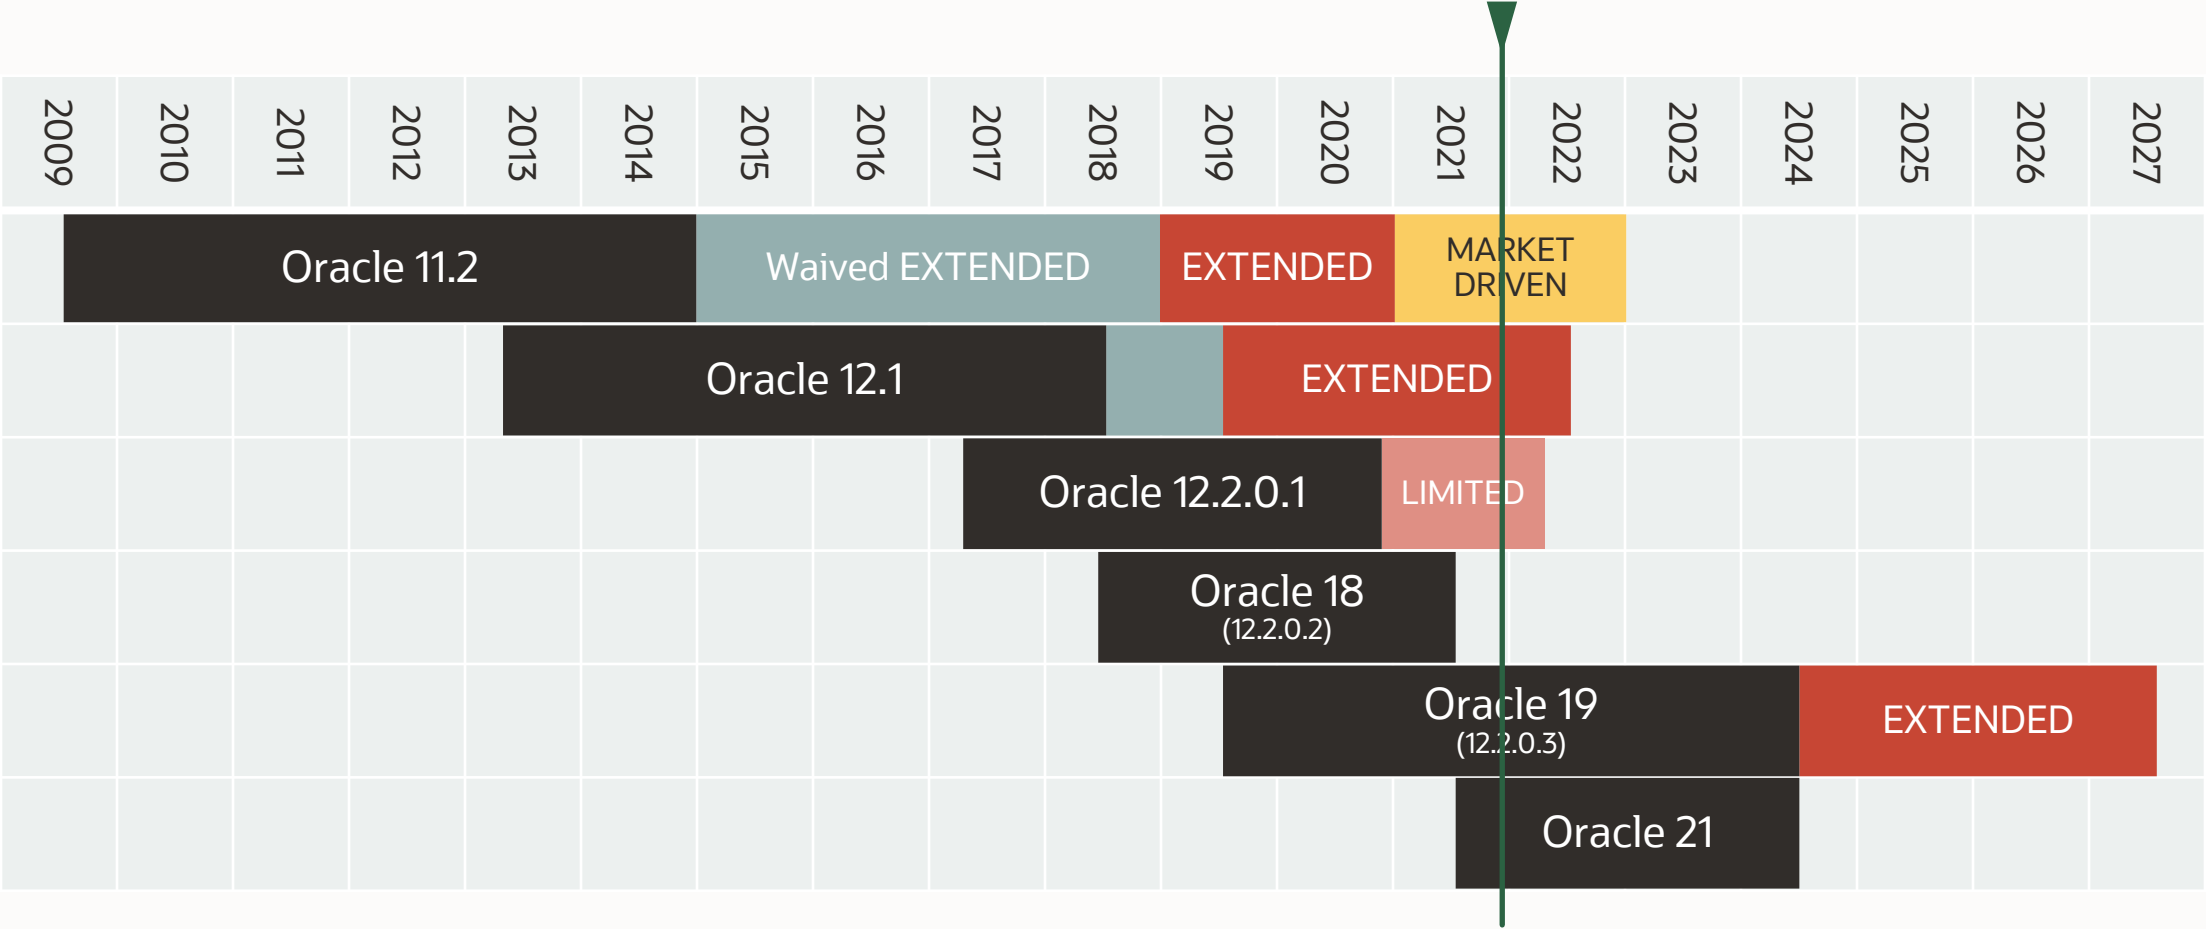 2009
2010
2011
2012
2013
2014
2015
2016
2017
2018
2019
2020
2021
2022
2023
2024
2025
2026
2027
Oracle 11.2
Waived EXTENDED
EXTENDED
MARKET
DRIVEN
Oracle 12.1
EXTENDED
Oracle 12.2.0.1
LIMITED
Oracle 18
(12.2.0.2)
Oracle 19
(12.2.0.3)
EXTENDED
Oracle 21